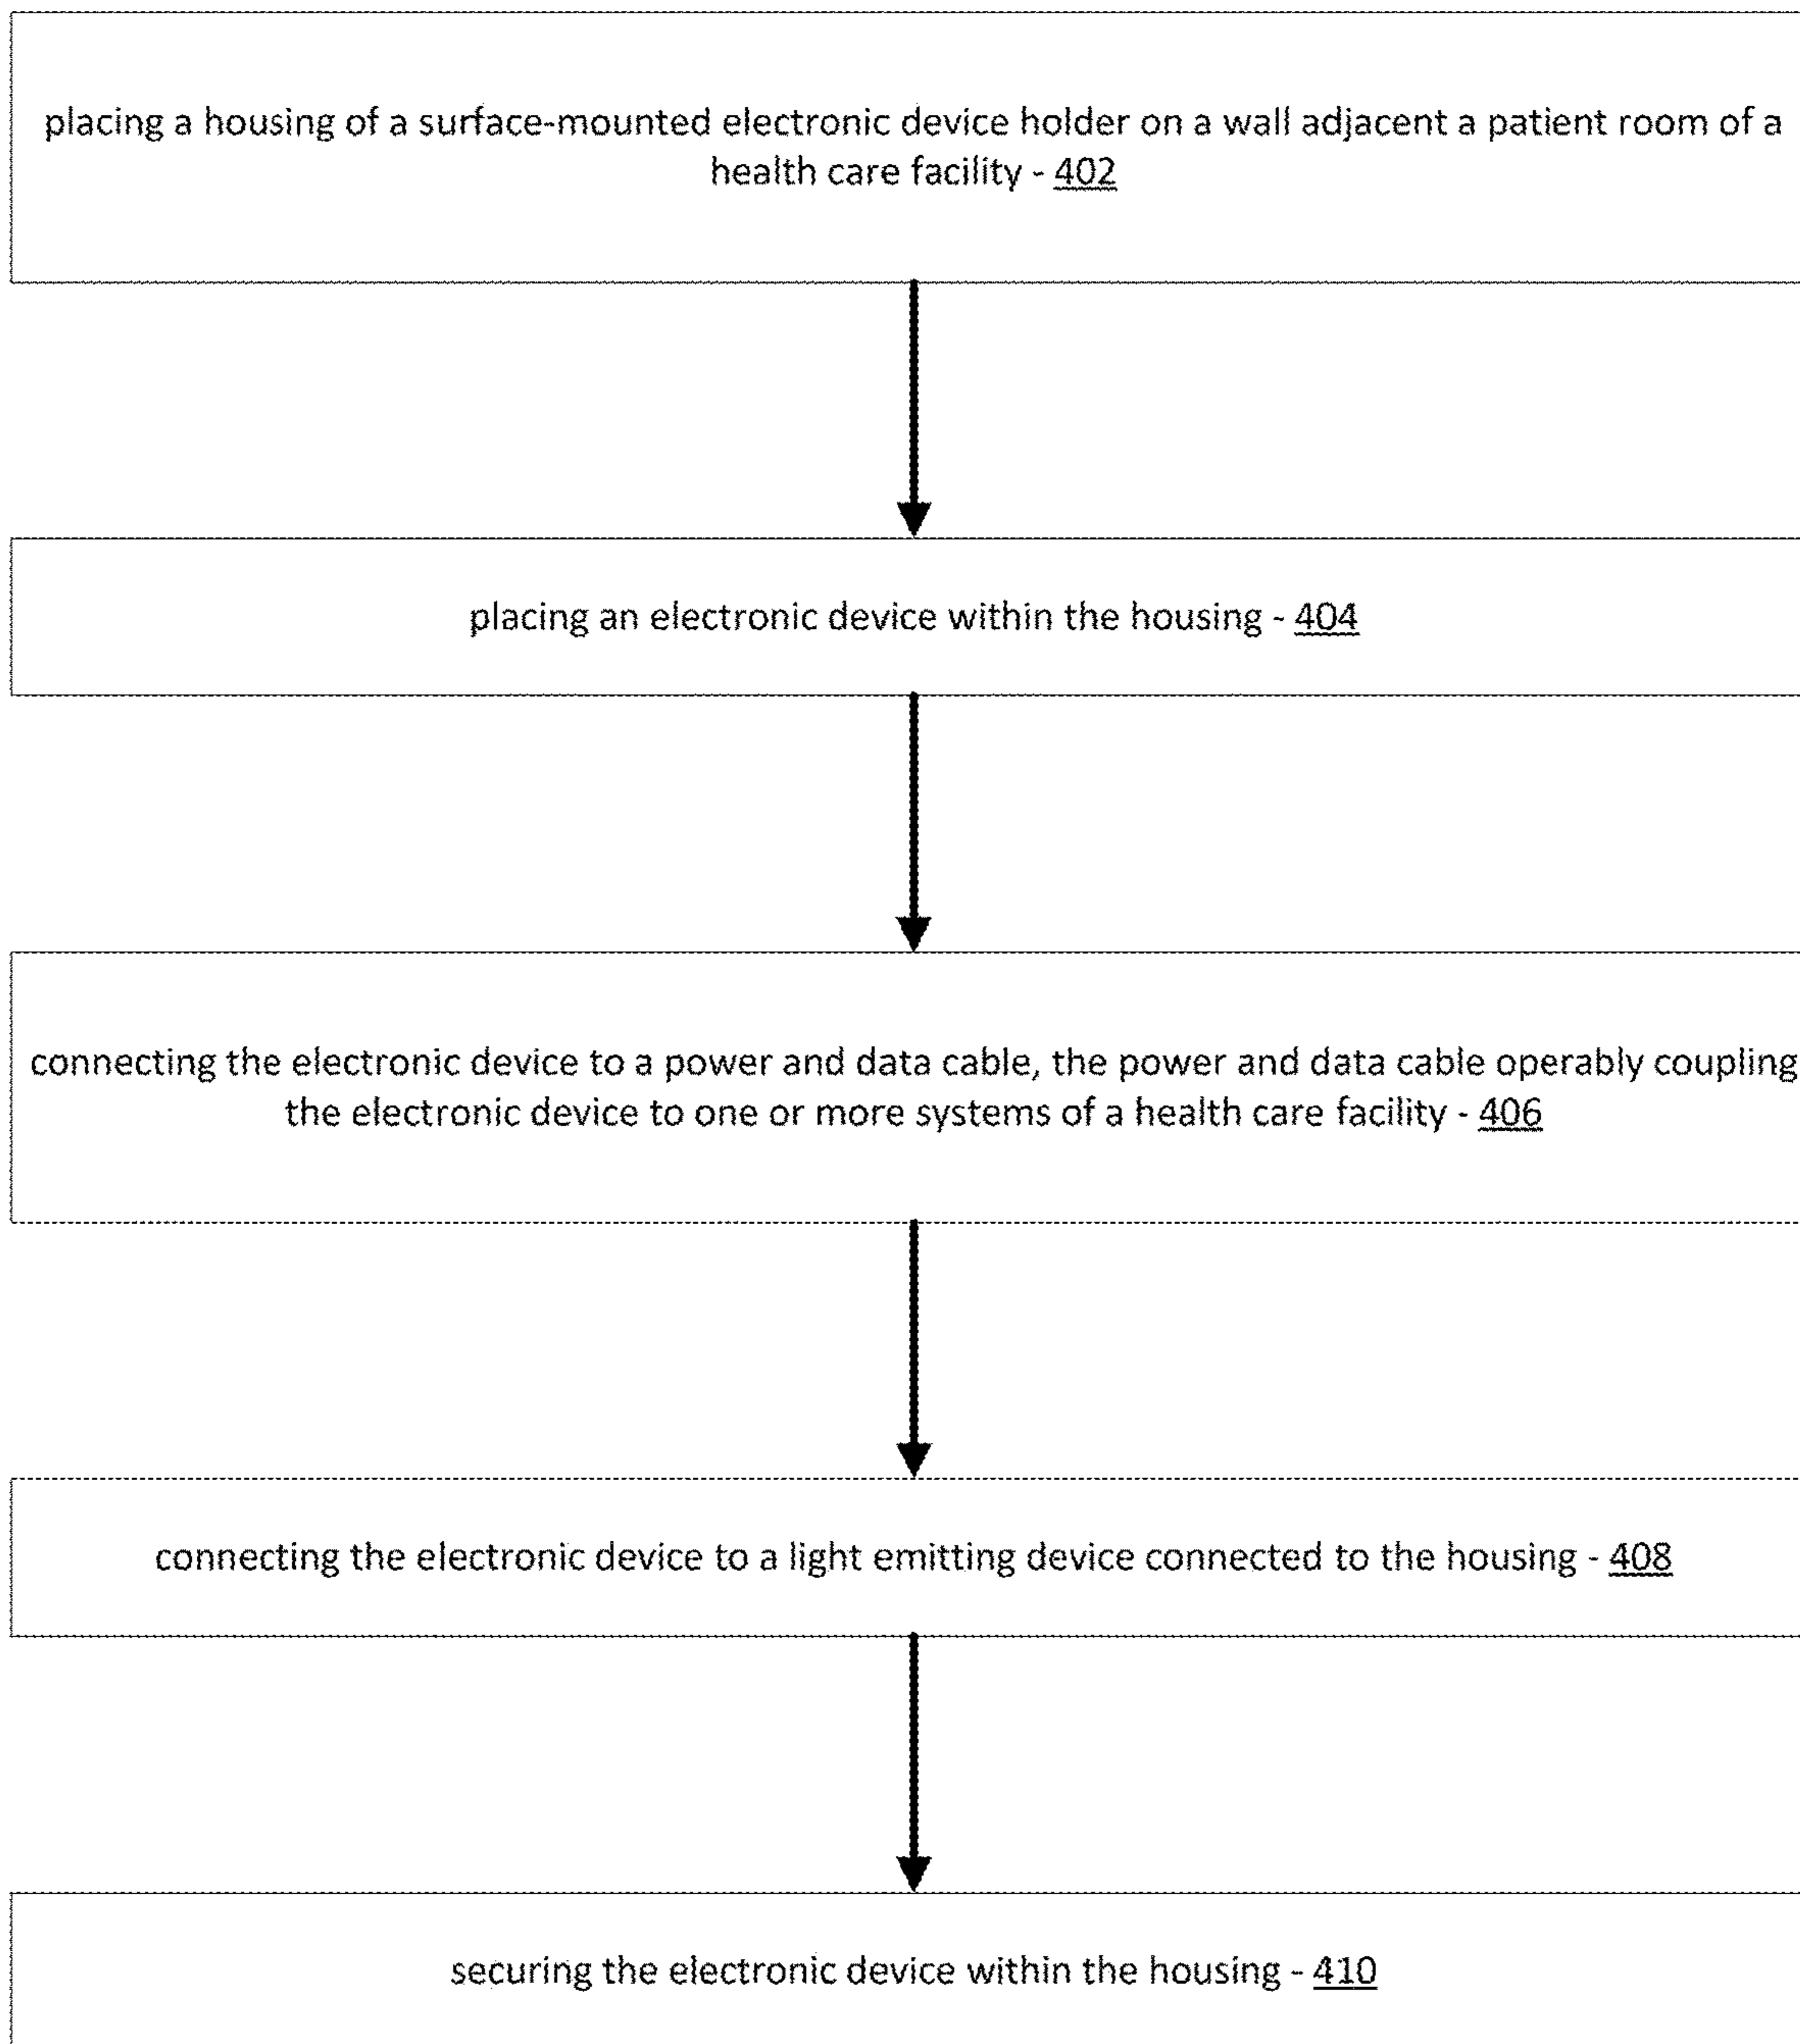 placing a housing of a surface-mounted electronic device holder on a wall adjacent a patient room of a
health care facility - 402
placing an electronic device within the housing - 404
connecting the electronic device to a power and data cable, the power and data cable operably coupling
the electronic device to one or more systems of a health care facility - 406
connecting the electronic device to a light emitting device connected to the housing - 408
securing the electronic device within the housing - 410